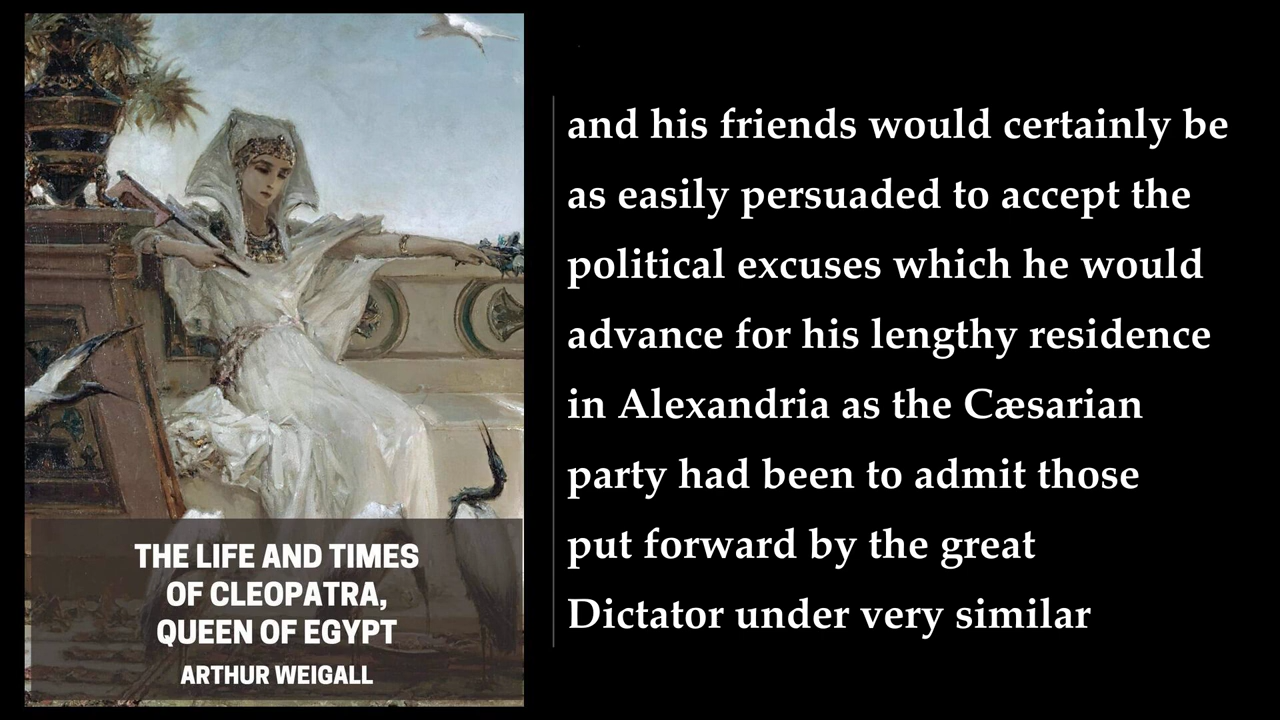 THE LIFE AND TIMES
OF CLEOPATRA,
QUEEN OF EGYPT
ARTHUR WEIGALL
and his friends would certainly be
as easily persuaded to accept the
political excuses which he would
advance for his lengthy residence
in Alexandria as the Cæsarian
party had been to admit those
put forward by the great
Dictator under very similar